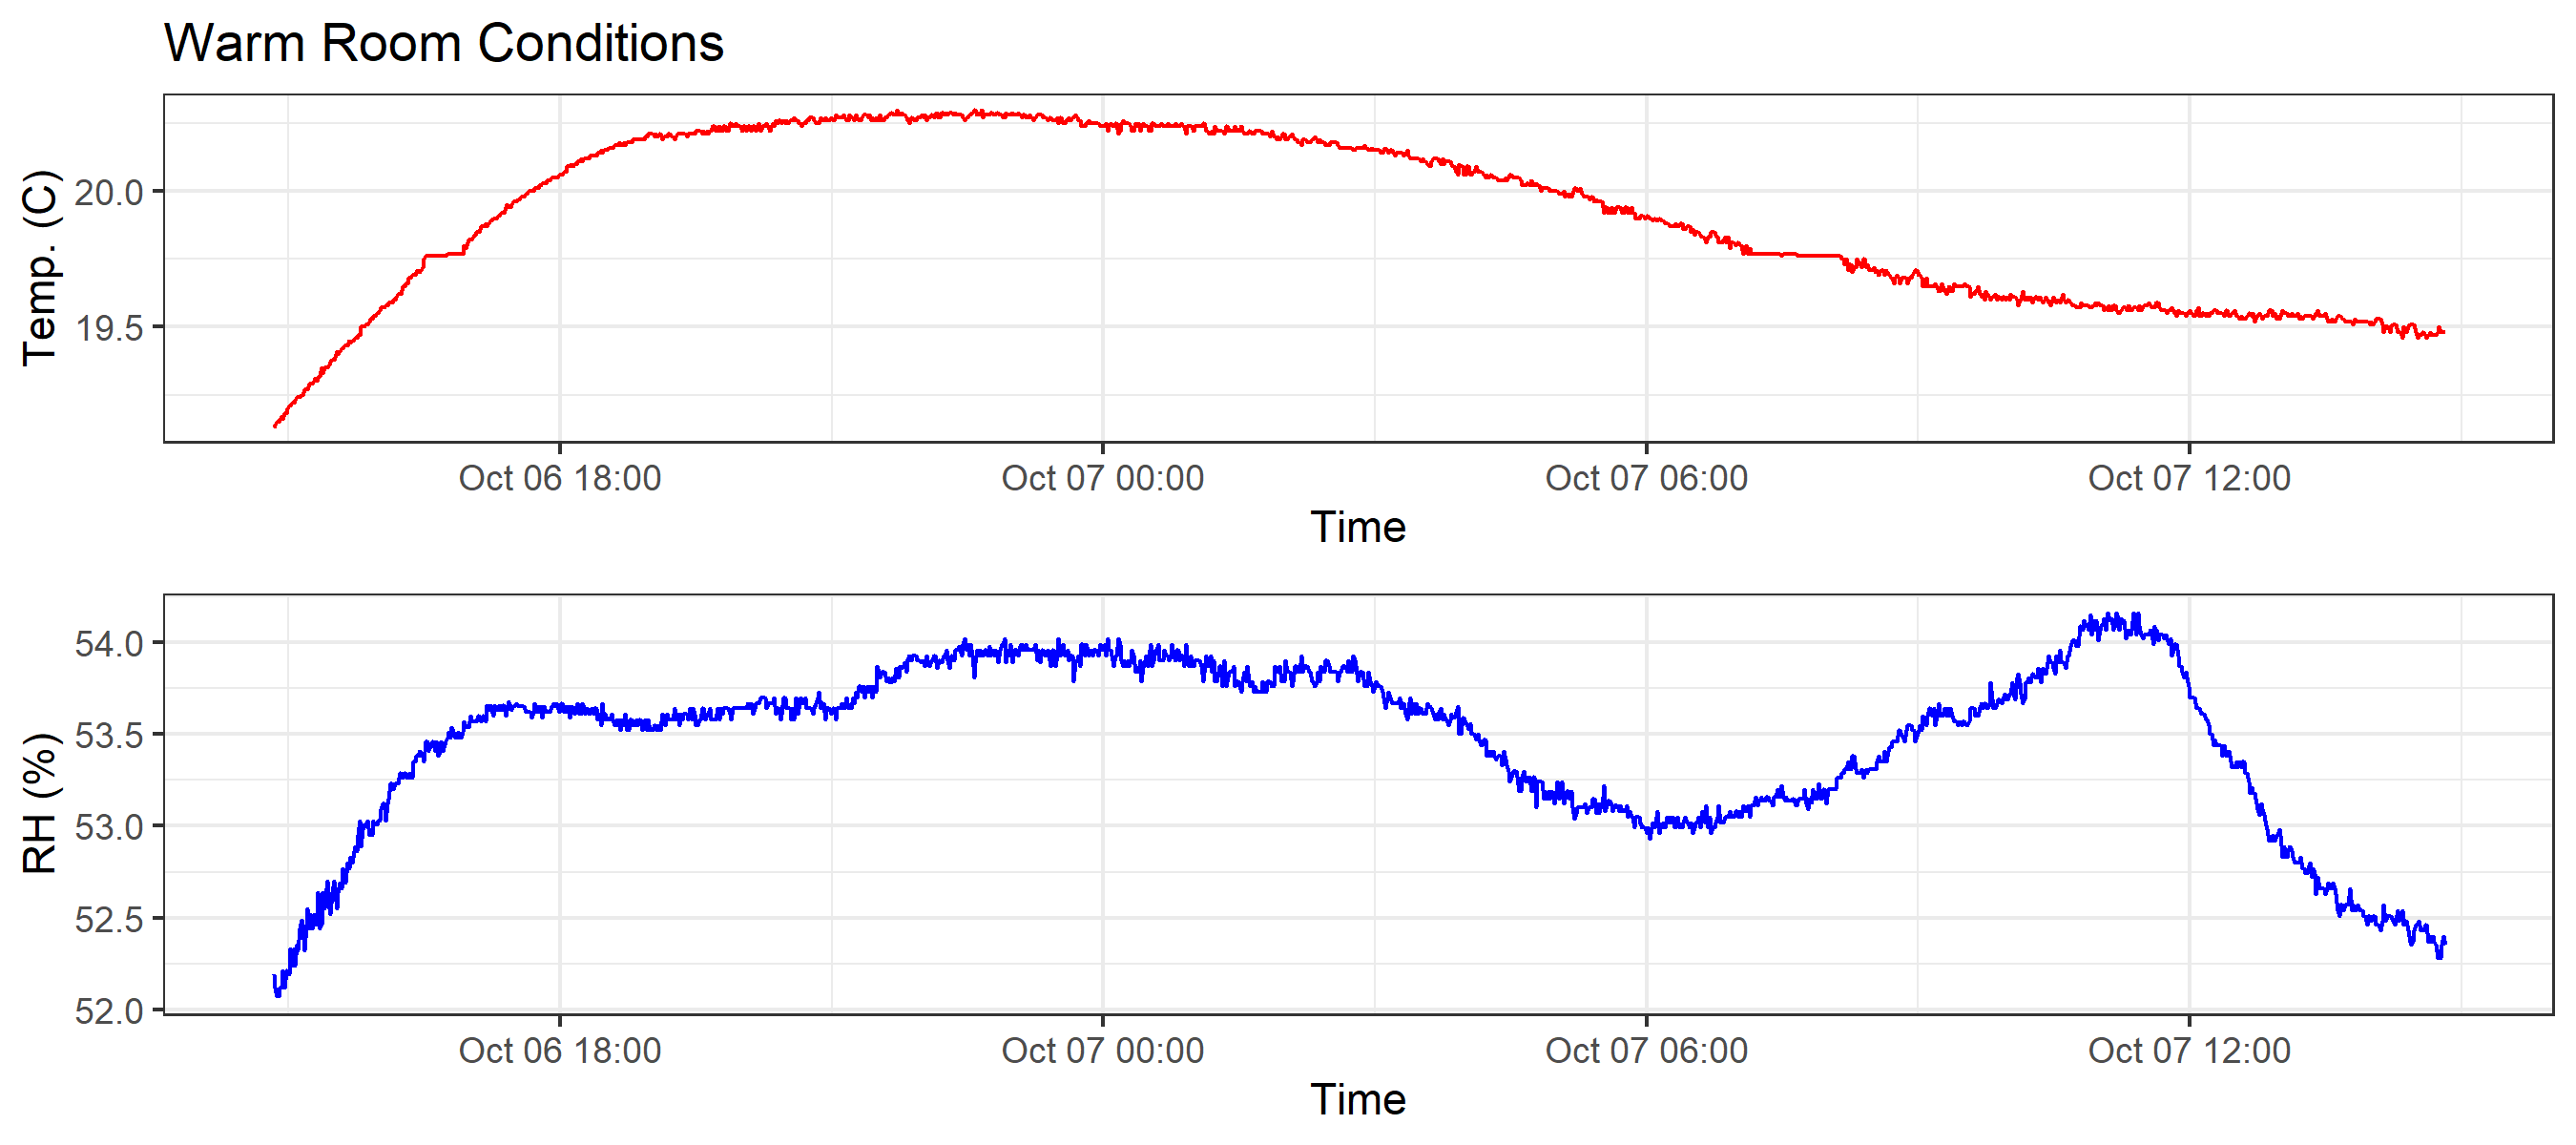 Warm Room Conditions
Temp. (C)
20.0
19.5
Oct 06 18:00 Oct 07 00:00 Oct 07 06:00 Oct 07 12:00
Time
RH (%)
54.0
53.5
53.0
52.5
52.0
Oct 06 18:00 Oct 07 00:00 Oct 07 06:00 Oct 07 12:00
Time